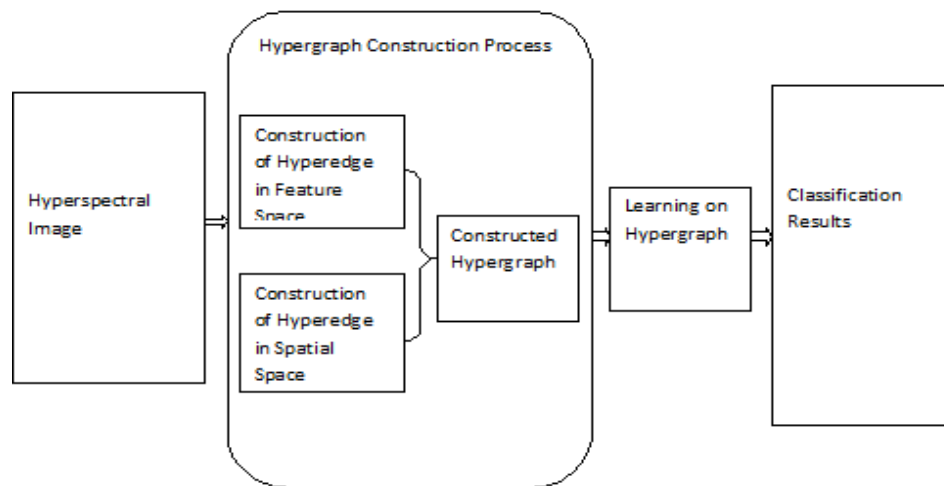 Hypergraph Construction Process
Hyperspectral
Image
Construction
of Hyperedge
in Feature
Space
Construction
of Hyperedge
in Spatial
Space
Constructed
Hypergraph
Learning on
Hypergraph
Classification
Results